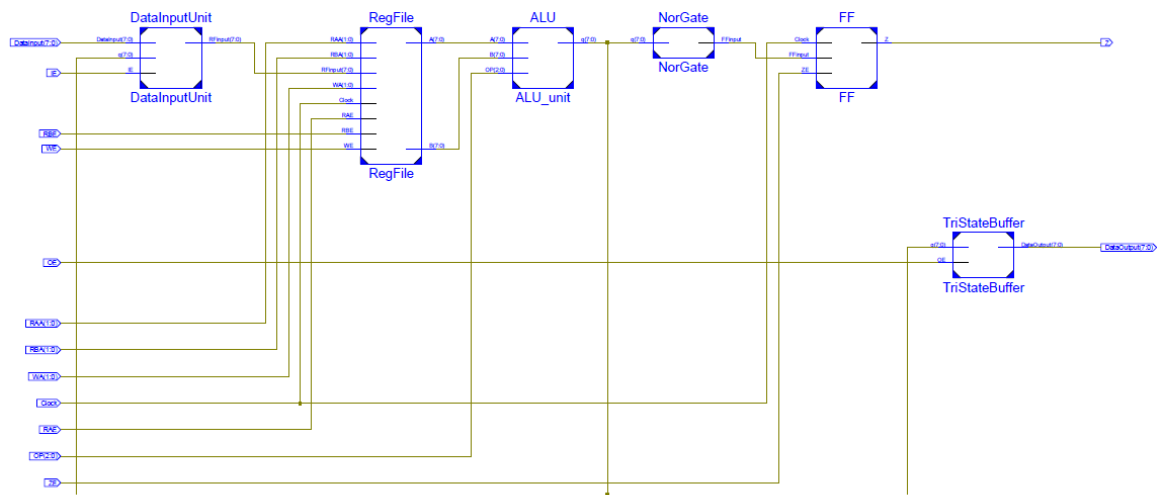 DataInputUnit
RegFile
ALU
NorGate
FF
DataInput(7:0)
DataInput(7:0)
RFInput(7:0)
q(7:0)
IE
IE
DataInputUnit
RAA(1:0)
A(7:0)
RBA(1:0)
RFInput(7:0)
WA(1:0)
Clock
RAE
RBE
RBE
WE
WE
B(7:0)
RegFile
A(7:0)
q(7:0)
B(7:0)
OP(2:0)
ALU_unit
q(7:0)
FFInput
NorGate
Clock
Z
FFInput
ZE
FF
Z
TriStateBuffer
q(7:0)
DataOutput(7:0)
DataOutput(7:0)
OE
OE
TriStateBuffer
RAA(1:0)
RBA(1:0)
WA(1:0)
Clock
RAE
OP(2:0)
ZE